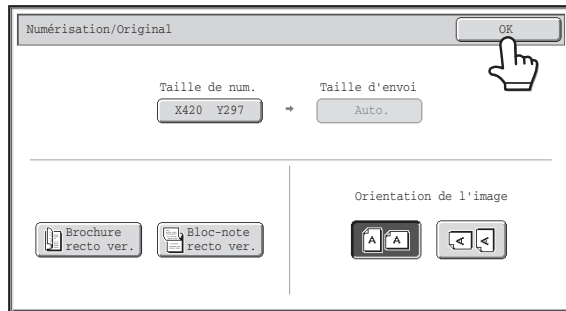 Numérisation/Original
OK
Taille de num.
Taille d'envoi
X420 Y297
Auto.
Orientation de l'image
Brochure
recto ver.
Bloc-note
recto ver.
A A
A A